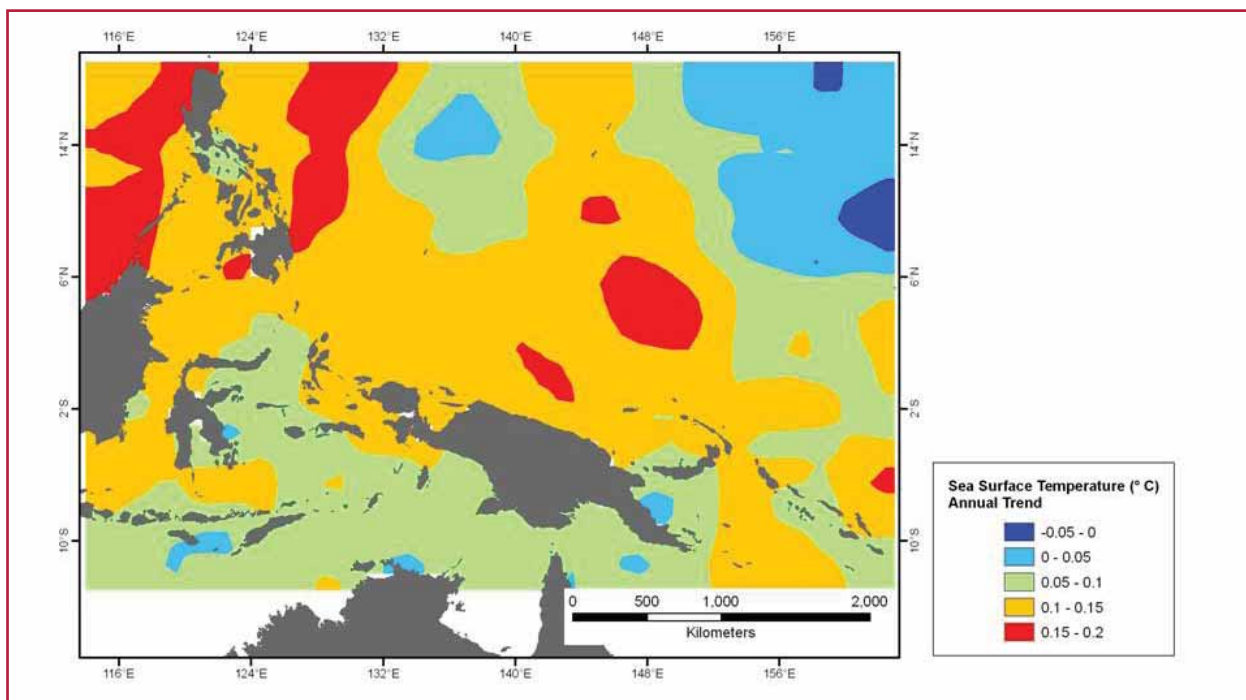 116°E 124°E 132°E 140°E 148°E 156°E
14°N 14°N
6°N 6°N
2°S 2°S
10°S 10°S
0 500 1,000 2,000
Kilometers
116°E 124°E 132°E 140°E 148°E 156°E
Sea Surface Temperature (° C)
Annual Trend
-0.05 - 0
0 - 0.05
0.05 - 0.1
0.1 - 0.15
0.15 - 0.2